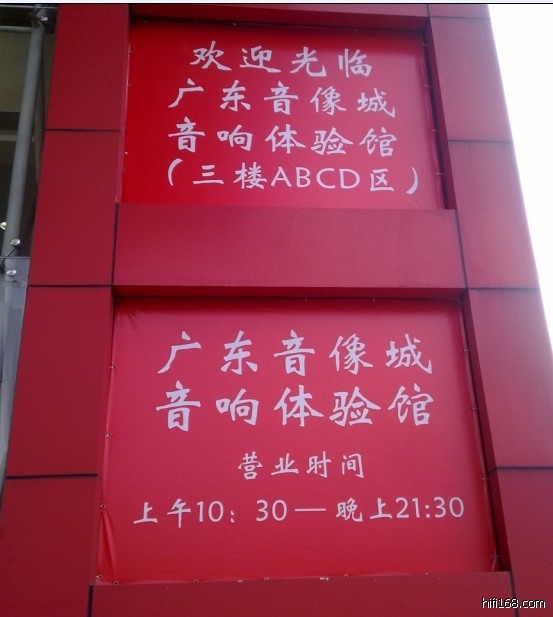 欢迎光临
广东音像城
音响体验馆
（三楼ABCD区）
广东音像城
音响体验馆
营业时间
上午10：30—晚上21:30
hifi168.com